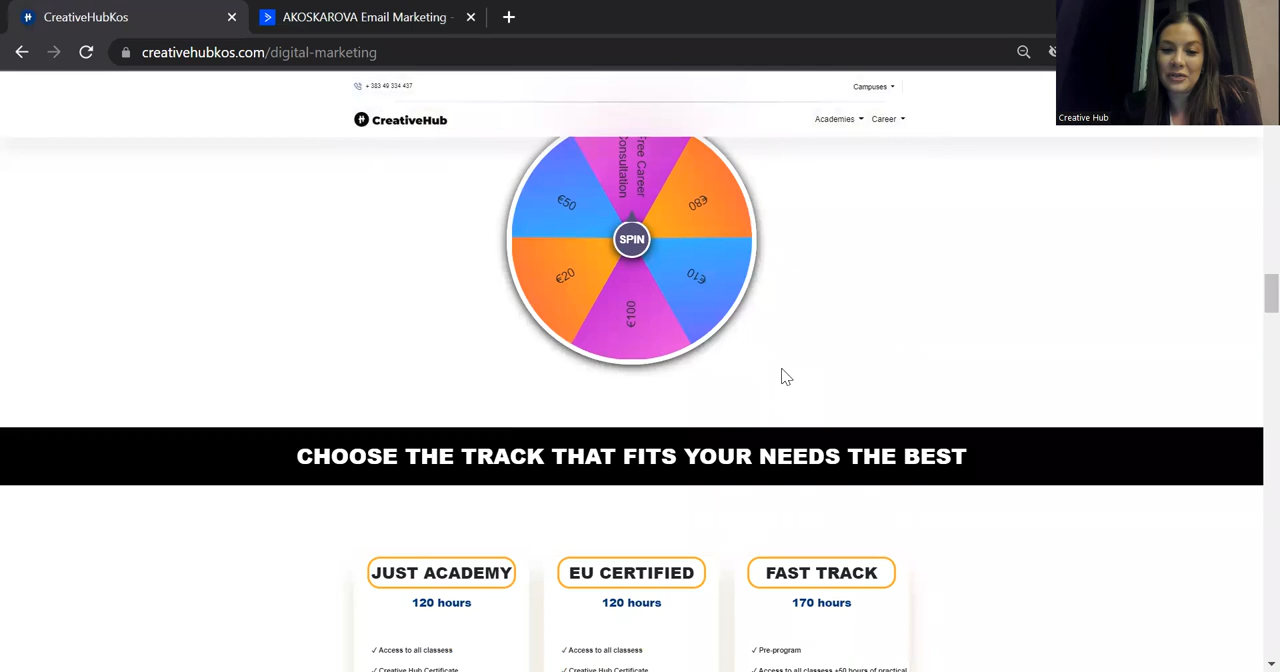 CreativeHubKos
AKOSKAROVA Email Marketing -
creativehubkos.com/digital-marketing
Creative Hub
+ 383 49 334 437
Campuses
CreativeHub
Academies
Career
Free Career
Consultation
€50
€80
SPIN
€20
€10
€100
CHOOSE THE TRACK THAT FITS YOUR NEEDS THE BEST
JUST ACADEMY
EU CERTIFIED
FAST TRACK
120 hours
120 hours
170 hours
✓ Access to all classess
✓ Access to all classess
✓ Pre-program
✓ Creative Hub Certificate
✓ Creative Hub Certificate
✓ Access to all classess +50 hours of practical